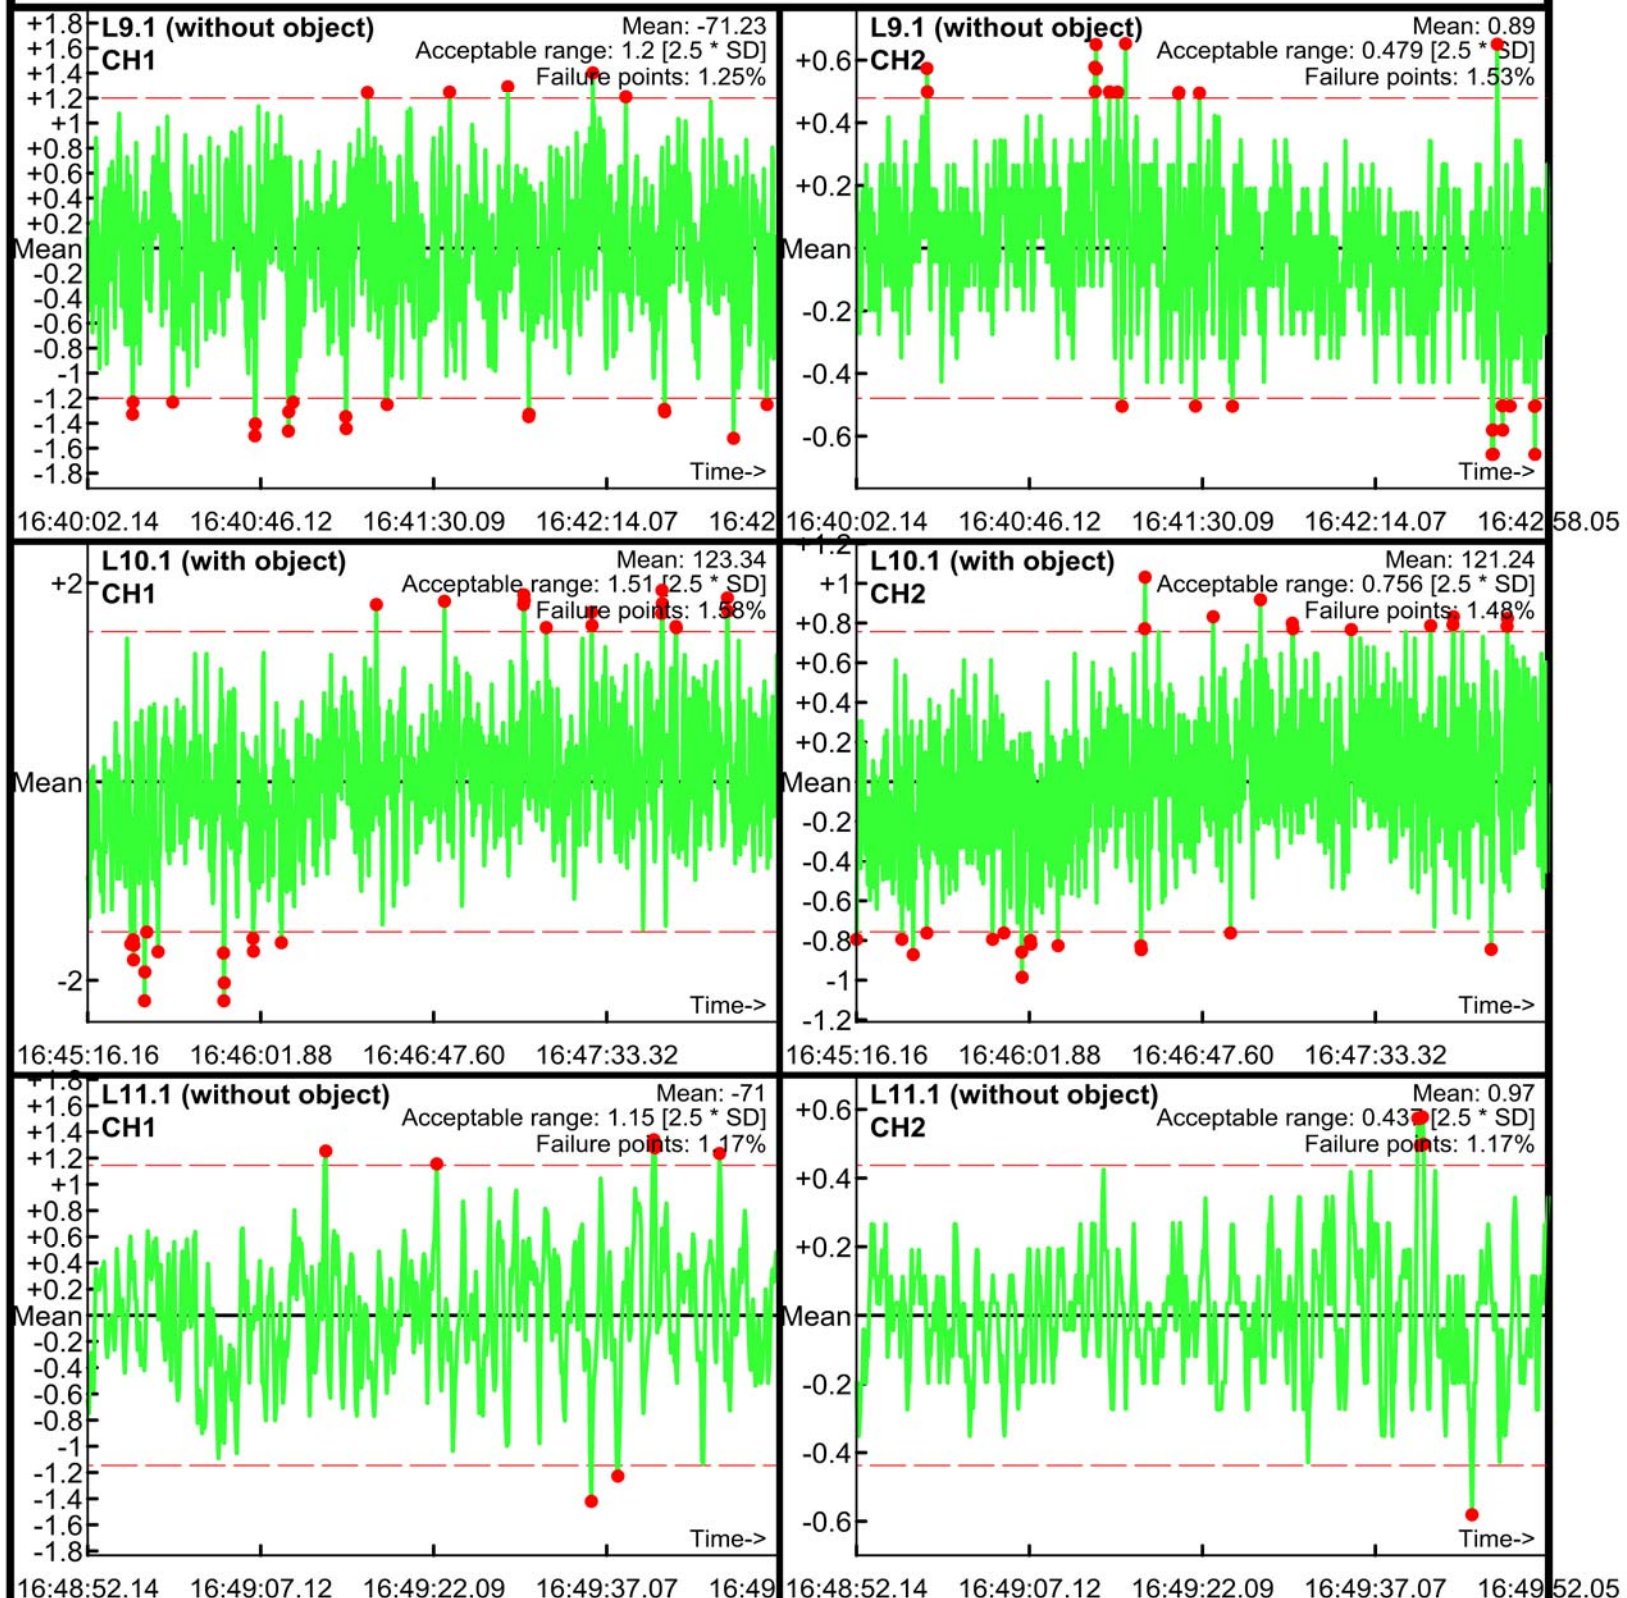 L9.1 (without object)
CH1
Mean: -71.23
Acceptable range: 1.2 [2.5 * SD]
Failure points: 1.25%
+1.8
+1.6
+1.4
+1.2
+1
+0.8
+0.6
+0.4
+0.2
Mean
-0.2
-0.4
-0.6
-0.8
-1
-1.2
-1.4
-1.6
-1.8
Time->
16:40:02.14 16:40:46.12 16:41:30.09 16:42:14.07 16:42
L9.1 (without object)
CH2
Mean: 0.89
Acceptable range: 0.479 [2.5 * SD]
Failure points: 1.53%
+0.6
+0.4
+0.2
Mean
-0.2
-0.4
-0.6
Time->
16:40:02.14 16:40:46.12 16:41:30.09 16:42:14.07 16:42:58.05
L10.1 (with object)
CH1
Mean: 123.34
Acceptable range: 1.51 [2.5 * SD]
Failure points: 1.58%
+2
Mean
-2
Time->
16:45:16.16 16:46:01.88 16:46:47.60 16:47:33.32
L10.1 (with object)
CH2
Mean: 121.24
Acceptable range: 0.756 [2.5 * SD]
Failure points: 1.48%
+1.2
+1
+0.8
+0.6
+0.4
+0.2
Mean
-0.2
-0.4
-0.6
-0.8
-1
-1.2
Time->
16:45:16.16 16:46:01.88 16:46:47.60 16:47:33.32
L11.1 (without object)
CH1
Mean: -71
Acceptable range: 1.15 [2.5 * SD]
Failure points: 1.17%
+1.8
+1.6
+1.4
+1.2
+1
+0.8
+0.6
+0.4
+0.2
Mean
-0.2
-0.4
-0.6
-0.8
-1
-1.2
-1.4
-1.6
-1.8
Time->
16:48:52.14 16:49:07.12 16:49:22.09 16:49:37.07 16:49
L11.1 (without object)
CH2
Mean: 0.97
Acceptable range: [2.5 * SD]
Failure points: 1.17%
+0.6
+0.4
+0.2
Mean
-0.2
-0.4
-0.6
Time->
16:48:52.14 16:49:07.12 16:49:22.09 16:49:37.07 16:49:52.05